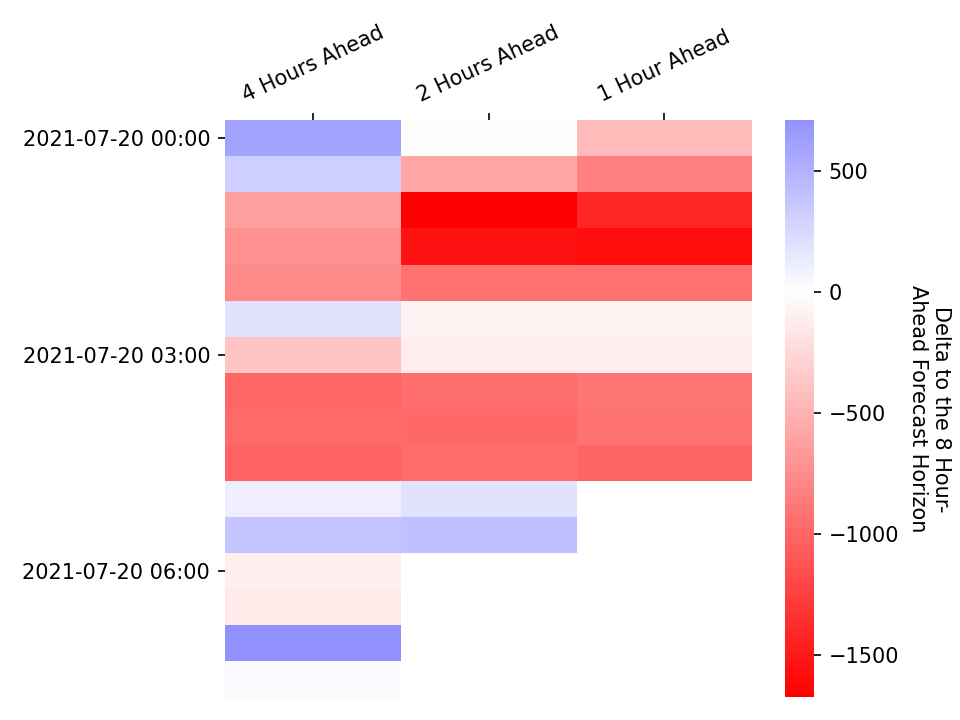 4 Hours Ahead
2 Hours Ahead
1 Hour Ahead
2021-07-20 00:00
2021-07-20 03:00
2021-07-20 06:00
500
0
−500
−1000
−1500
Delta to the 8 Hour-
Ahead Forecast Horizon